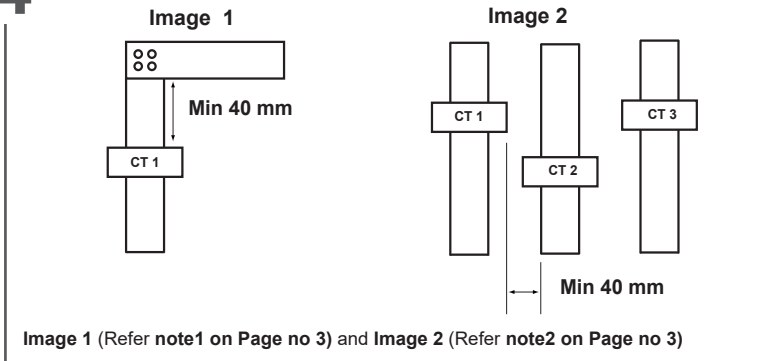 Image 1
Image 2
Min 40 mm
CT 1
CT 1
CT 2
CT 3
Min 40 mm
Image 1 (Refer note1 on Page no 3) and Image 2 (Refer note2 on Page no 3)